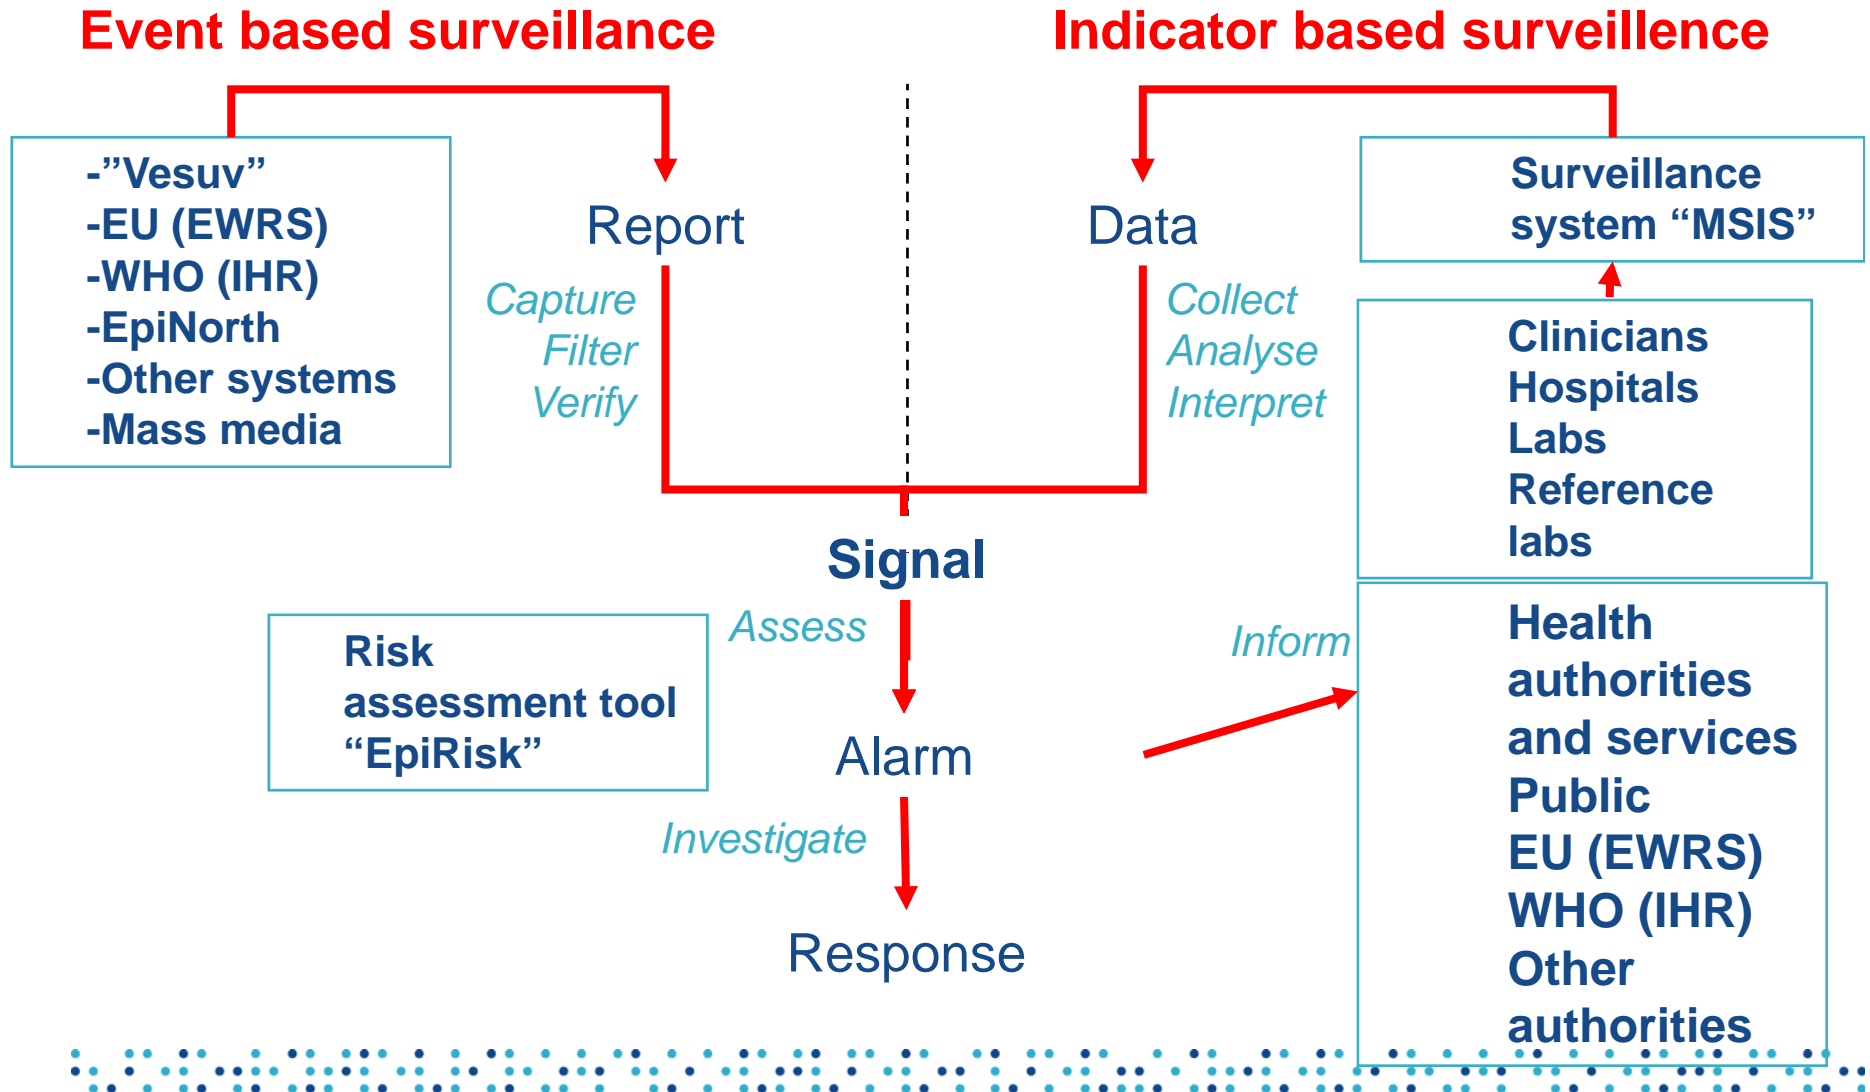 Event based surveillance
Indicator based surveillence
-”Vesuv”
-EU (EWRS)
-WHO (IHR)
-EpiNorth
-Other systems
-Mass media
Report
Capture
Filter
Verify
Data
Collect
Analyse
Interpret
Surveillance
system “MSIS”
Clinicians
Hospitals
Labs
Reference
labs
Signal
Assess
Risk
assessment tool
“EpiRisk”
Alarm
Inform
Health
authorities
and services
Public
EU (EWRS)
WHO (IHR)
Other
authorities
Investigate
Response